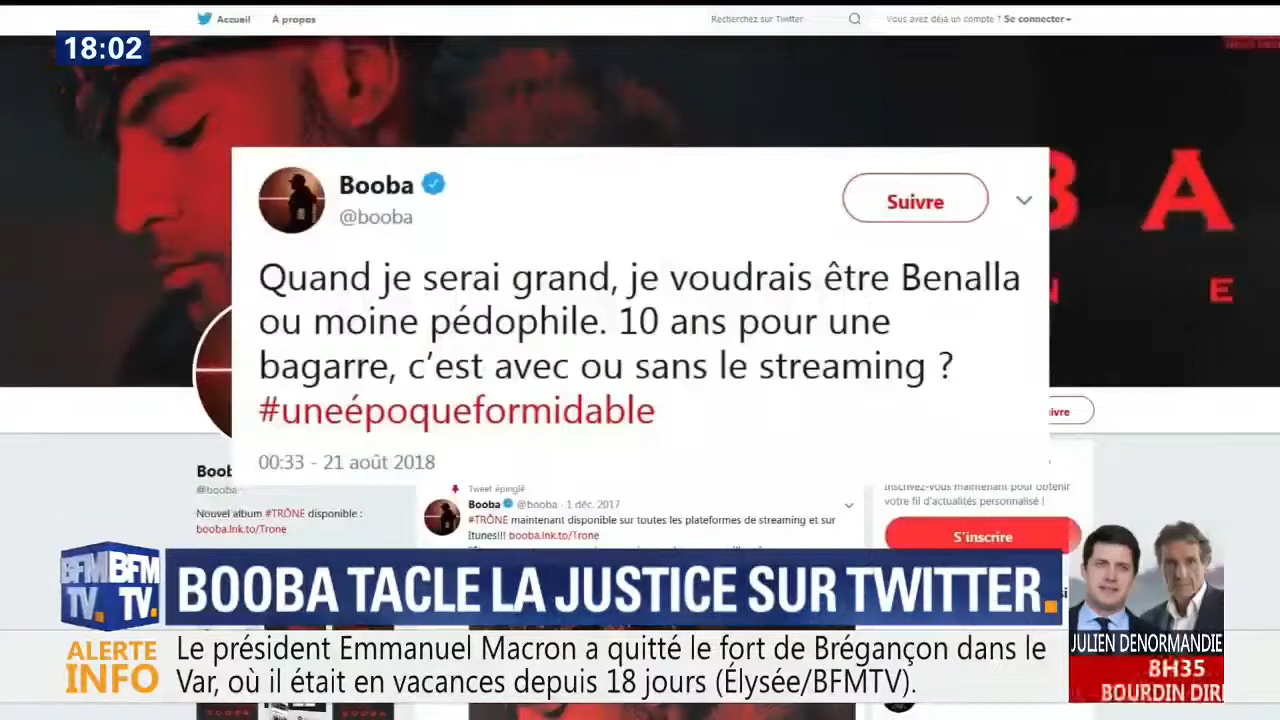 Accueil À propos
Recherchez sur Twitter
Vous avez déjà un compte ? Se connecter
18:02
B A
N E
Booba
@booba
Suivre
Quand je serai grand, je voudrais être Benalla
ou moine pédophile. 10 ans pour une
bagarre, c’est avec ou sans le streaming ?
#uneépoqueformidable
00:33 - 21 août 2018
ivre
Boob
@booba
Nouvel album #TRÔNE disponible :
booba.lnk.to/Trone
Tweet épinglé
Booba @booba · 1 déc. 2017
#TRÔNE maintenant disponible sur toutes les plateformes de streaming et sur
Itunes!!! booba.lnk.to/Trone
Inscrivez-vous maintenant pour obtenir
votre fil d'actualités personnalisé !
S'inscrire
BFM TV. BFM TV.
BOOBA TACLE LA JUSTICE SUR TWITTER.
ALERTE
INFO
Le président Emmanuel Macron a quitté le fort de Brégançon dans le
Var, où il était en vacances depuis 18 jours (Élysée/BFMTV).
JULIEN DENORMANDIE
8H35
BOURDIN DIR